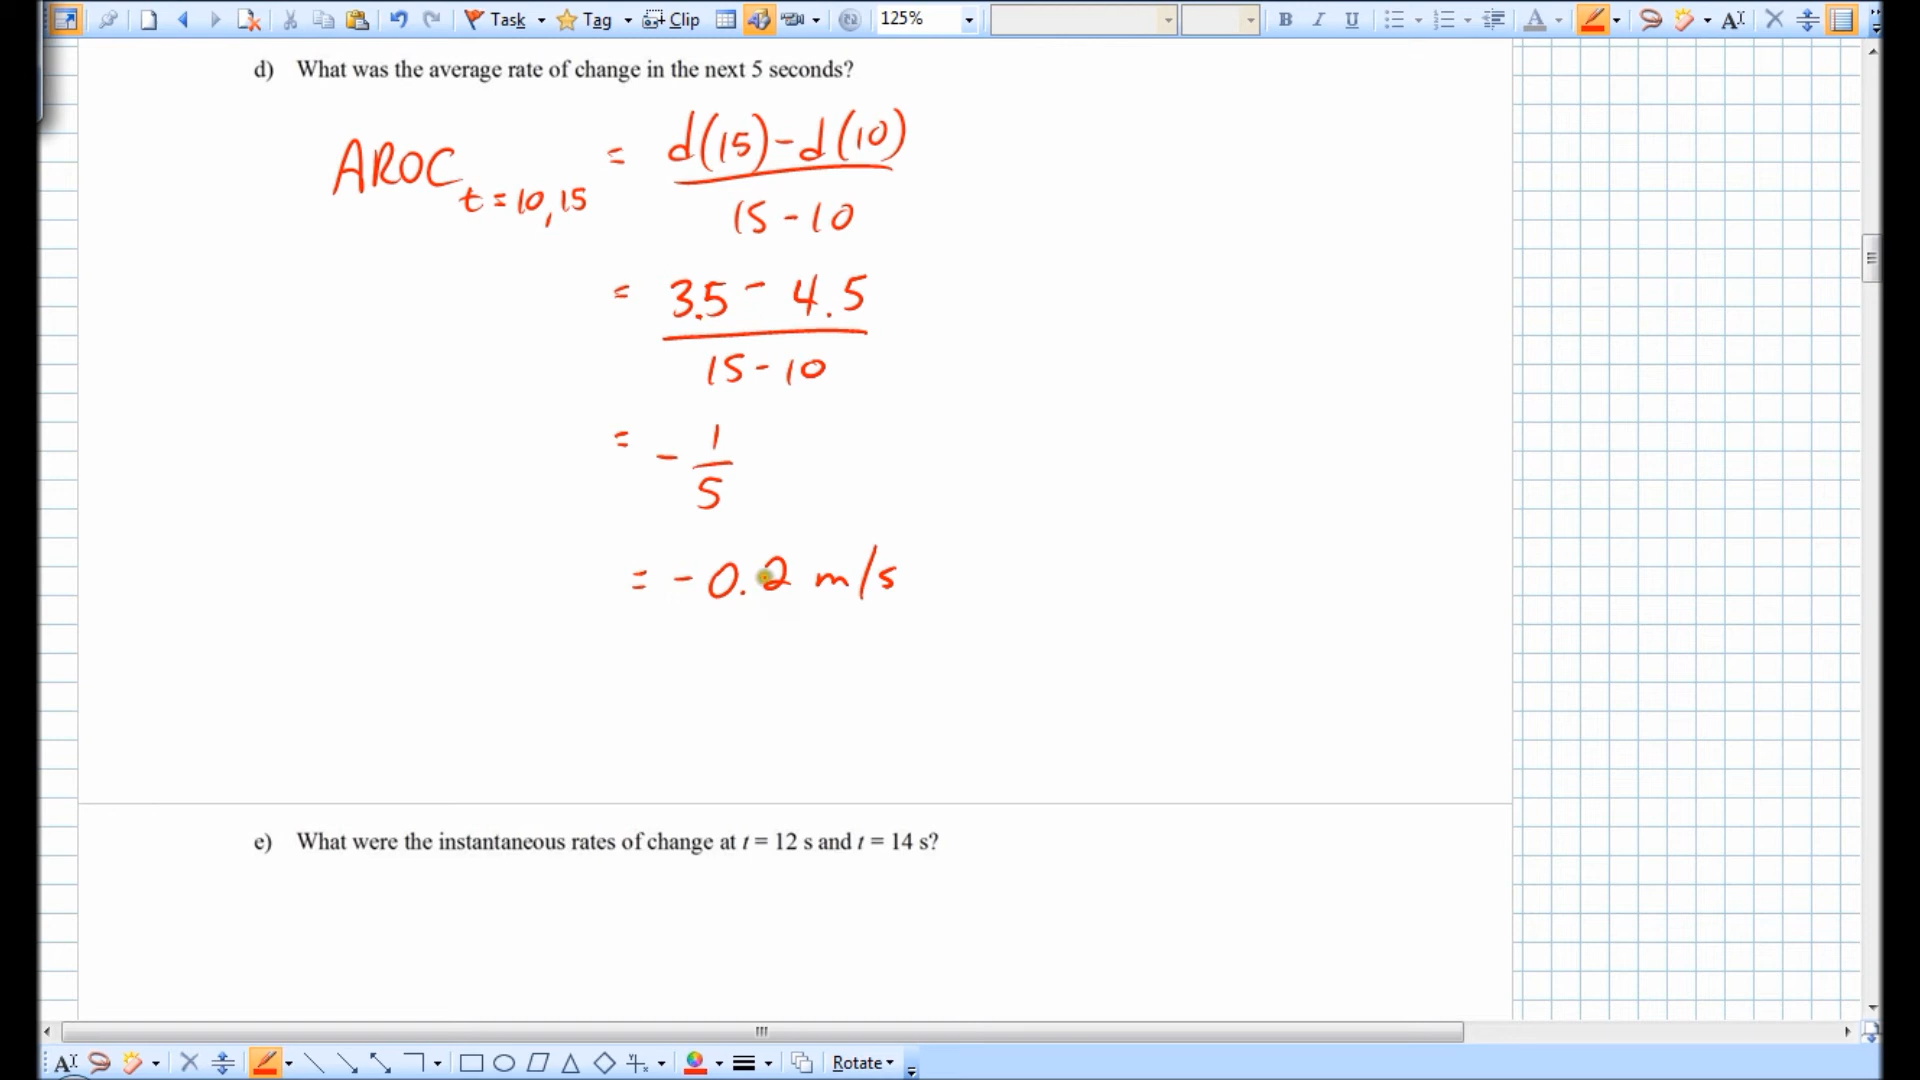 Task Tag Clip 125% B I U A
d) What was the average rate of change in the next 5 seconds?
AROC t = 10, 15 = d(15) - d(10)
15 - 10
= 3.5 - 4.5
15 - 10
= - 1
5
= - 0.2 m/s
e) What were the instantaneous rates of change at t = 12 s and t = 14 s?
Rotate